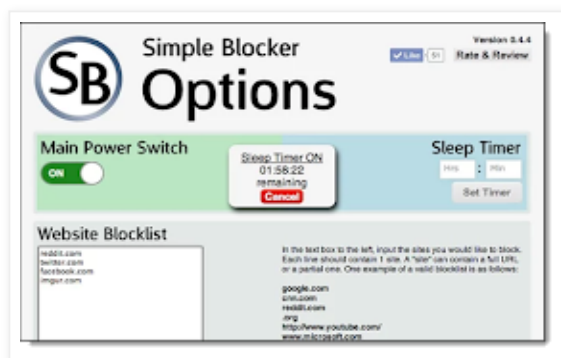 SB
Simple Blocker
Options
Version 0.4.4
Like 51 Rate & Review
Main Power Switch
ON
Sleep Timer ON
01:58:22
remaining
Cancel
Sleep Timer
Hrs : Min
Set Timer
Website Blocklist
reddit.com
twitter.com
facebook.com
imgur.com
In the text box to the left, input the sites you would like to block.
Each line should contain 1 site. A "site" can contain a full URL,
or a partial one. One example of a valid blocklist is as follows:
google.com
cnn.com
reddit.com
.org
http://www.youtube.com/
www.microsoft.com